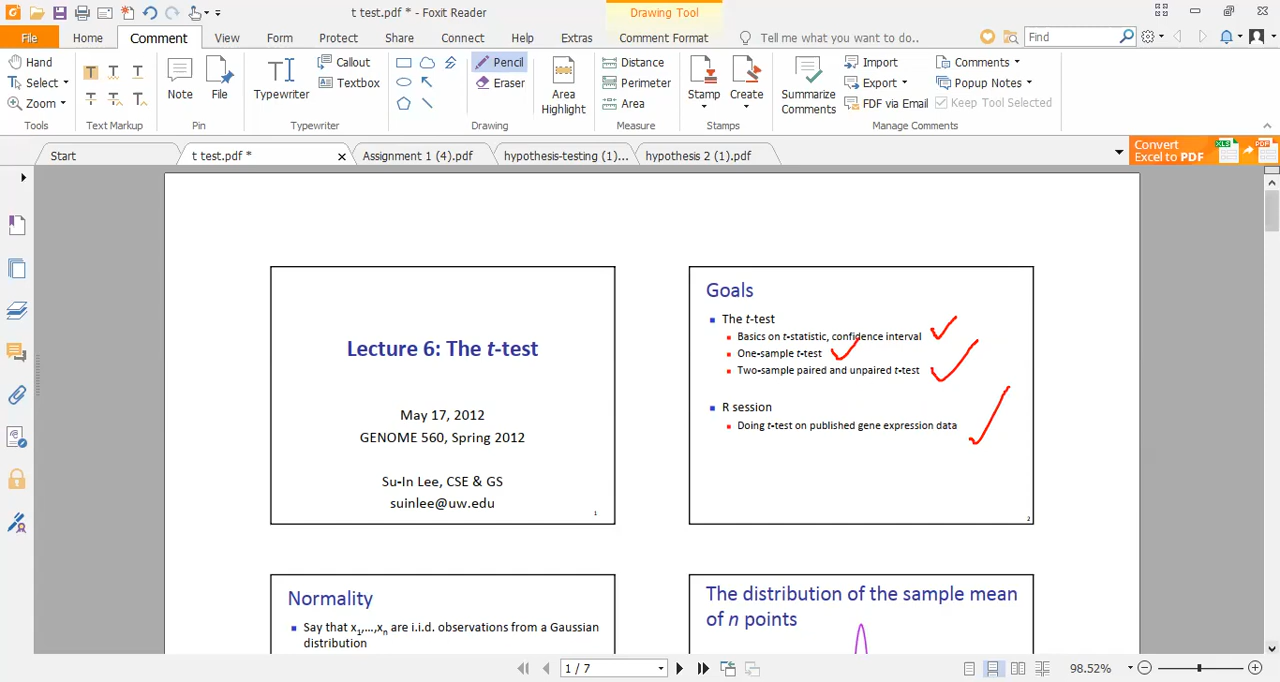 t test.pdf * - Foxit Reader
Drawing Tool
File Home Comment View Form Protect Share Connect Help Extras Comment Format Tell me what you want to do.. Find
Hand
Select
Zoom
Tools
Text Markup
Note
File
Pin
Typewriter
Callout
Textbox
Typewriter
Pencil
Eraser
Drawing
Area
Highlight
Distance
Perimeter
Area
Measure
Stamp
Create
Stamps
Summarize
Comments
Import
Export
FDF via Email
Comments
Popup Notes
Keep Tool Selected
Manage Comments
Start
t test.pdf *
Assignment 1 (4).pdf
hypothesis-testing (1)...
hypothesis 2 (1).pdf
Convert
Excel to PDF
XLS
PDF
Lecture 6: The t-test
May 17, 2012
GENOME 560, Spring 2012
Su-In Lee, CSE & GS
suinlee@uw.edu
1
Goals
The t-test
Basics on t-statistic, confidence interval
One-sample t-test
Two-sample paired and unpaired t-test
R session
Doing t-test on published gene expression data
2
Normality
Say that x1,...,xn are i.i.d. observations from a Gaussian
distribution
The distribution of the sample mean
of n points
1 / 7
98.52%